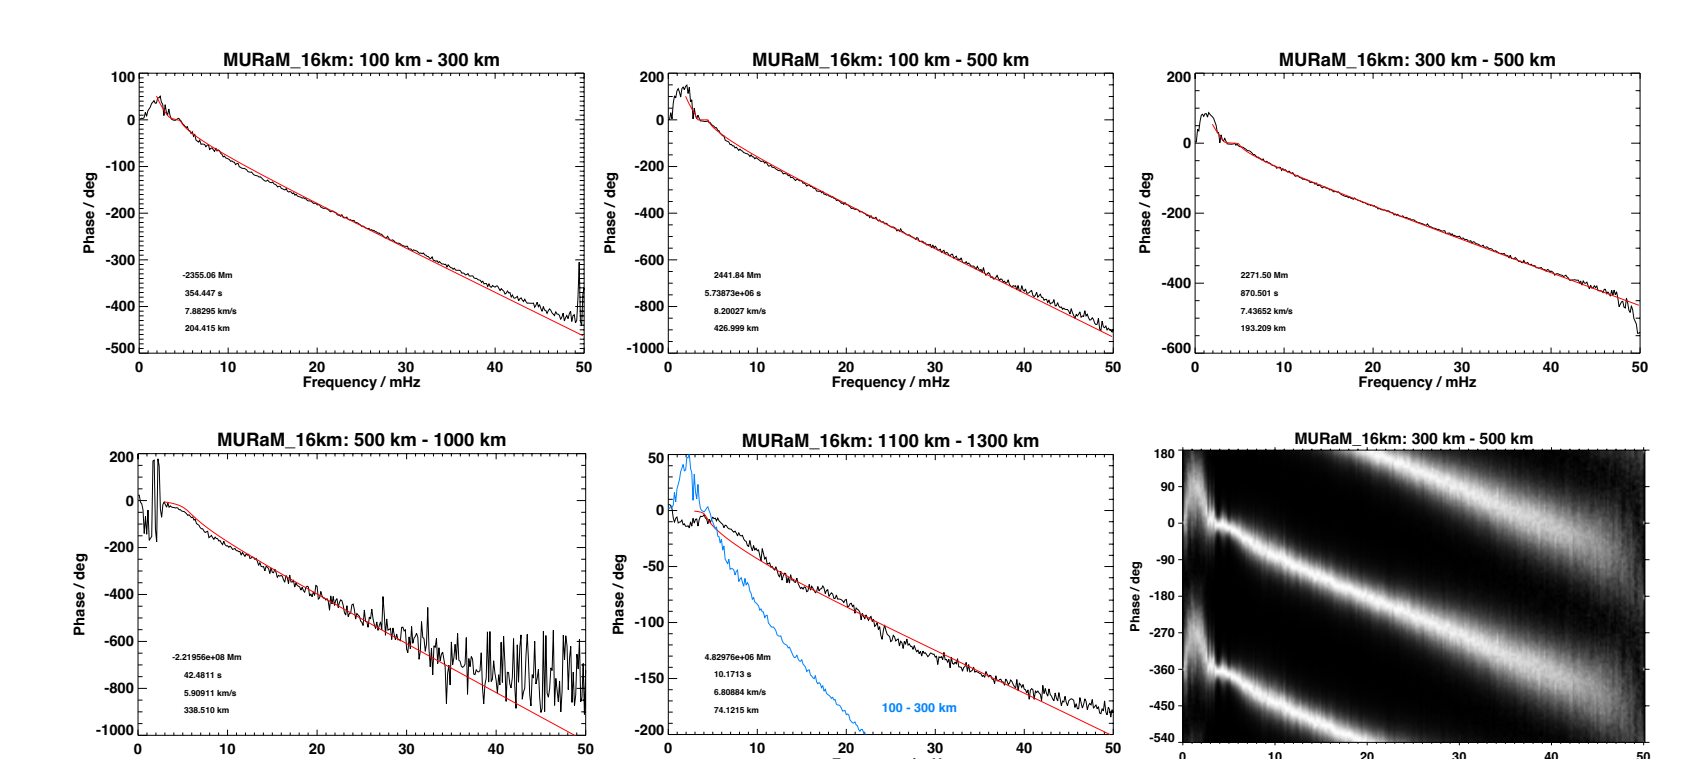 MURaM_16km: 100 km - 300 km
100
0
-100
-200
-300
-400
-500
Phase / deg
-2355.06 Mm
354.447 s
7.88295 km/s
204.415 km
0 10 20 30 40 50
Frequency / mHz
MURaM_16km: 100 km - 500 km
200
0
-200
-400
-600
-800
-1000
Phase / deg
2441.84 Mm
5.73873e+06 s
8.20027 km/s
426.999 km
0 10 20 30 40 50
Frequency / mHz
MURaM_16km: 300 km - 500 km
200
0
-200
-400
-600
Phase / deg
2271.50 Mm
870.501 s
7.43652 km/s
193.209 km
0 10 20 30 40 50
Frequency / mHz
MURaM_16km: 500 km - 1000 km
200
0
-200
-400
-600
-800
-1000
Phase / deg
-2.21956e+08 Mm
42.4811 s
5.90911 km/s
338.510 km
0 10 20 30 40 50
MURaM_16km: 1100 km - 1300 km
50
0
-50
-100
-150
-200
Phase / deg
4.82976e+06 Mm
10.1713 s
6.80884 km/s
74.1215 km
100 - 300 km
0 10 20 30 40 50
MURaM_16km: 300 km - 500 km
180
90
0
-90
-180
-270
-360
-450
-540
Phase / deg
0 10 20 30 40 50